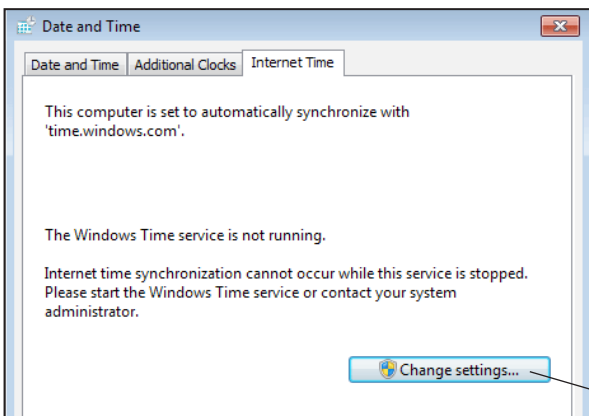 Date and Time
Date and Time Additional Clocks Internet Time
This computer is set to automatically synchronize with
'time.windows.com'.
The Windows Time service is not running.
Internet time synchronization cannot occur while this service is stopped.
Please start the Windows Time service or contact your system
administrator.
Change settings...